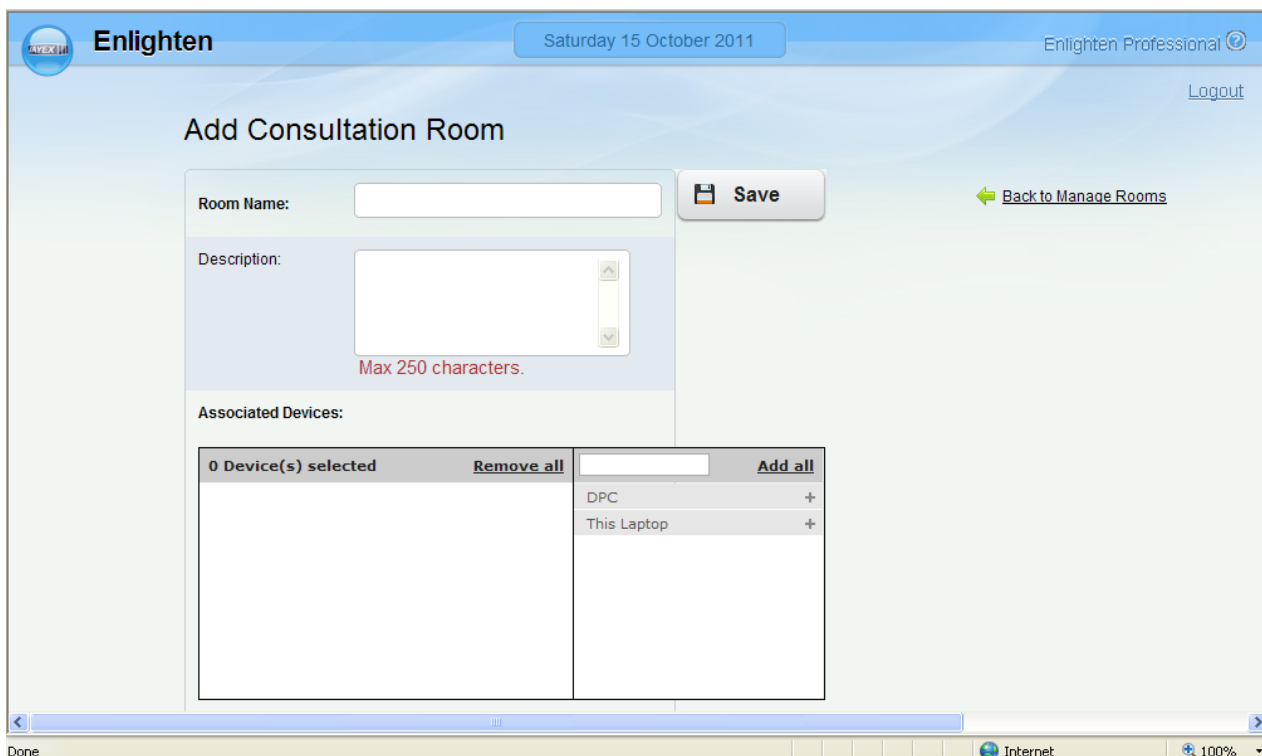 JAYEX
Enlighten
Saturday 15 October 2011
Enlighten Professional ?
Logout
Add Consultation Room
Room Name:
Save
Back to Manage Rooms
Description:
Max 250 characters.
Associated Devices:
0 Device(s) selected Remove all
Add all
DPC +
This Laptop +
Done
Internet
100%